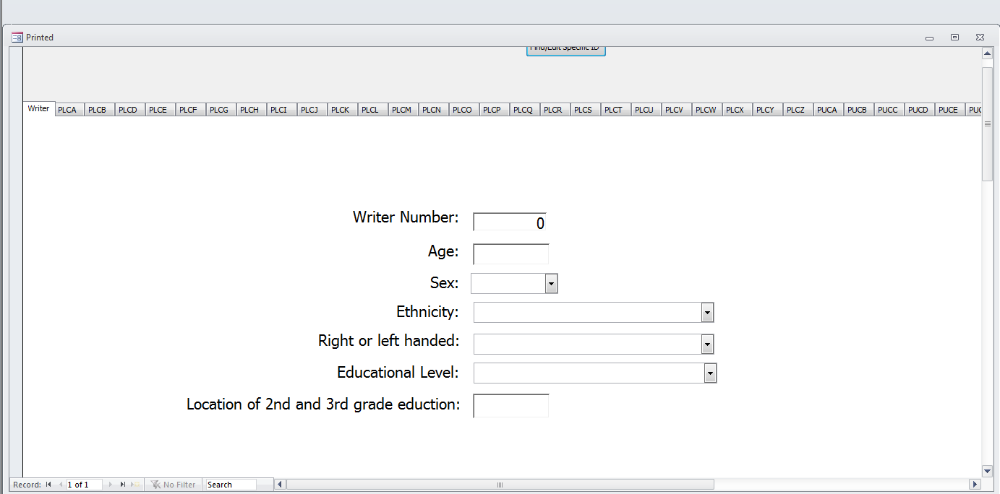 Printed
Find/Edit Specific ID
Writer PLCA PLCB PLCD PLCE PLCF PLCG PLCH PLCI PLCJ PLCK PLCL PLCM PLCN PLCO PLCP PLCQ PLCR PLCS PLCT PLCU PLCV PLCW PLCX PLCY PLCZ PUCA PUCB PUCC PUCD PUCE PUC
Writer Number: 0
Age:
Sex:
Ethnicity:
Right or left handed:
Educational Level:
Location of 2nd and 3rd grade eduction:
Record: 1 of 1 No Filter Search